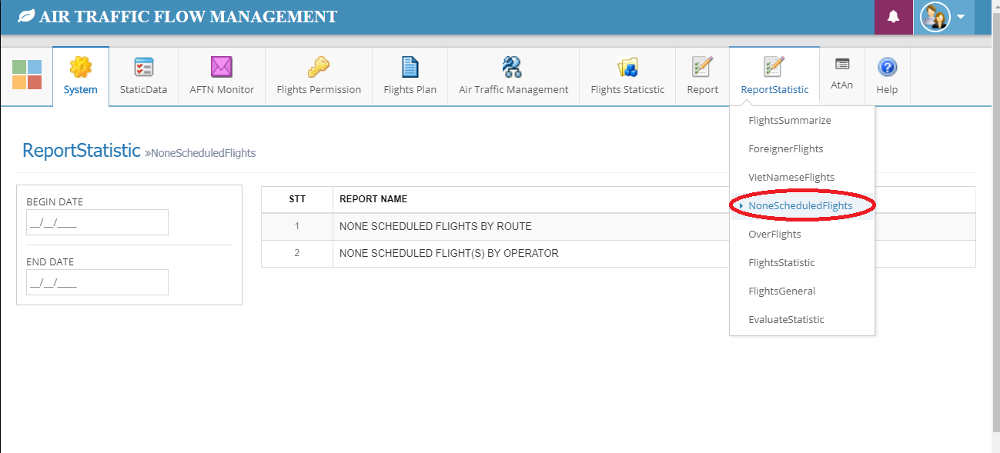 AIR TRAFFIC FLOW MANAGEMENT
System StaticData AFTN Monitor Flights Permission Flights Plan Air Traffic Management Flights Staticstic Report ReportStatistic AtAn Help
FlightsSummarize
ForeignerFlights
VietNameseFlights
NoneScheduledFlights
OverFlights
FlightsStatistic
FlightsGeneral
EvaluateStatistic
ReportStatistic »NoneScheduledFlights
BEGIN DATE
__/__/____
END DATE
__/__/____
STT REPORT NAME
1 NONE SCHEDULED FLIGHTS BY ROUTE
2 NONE SCHEDULED FLIGHT(S) BY OPERATOR